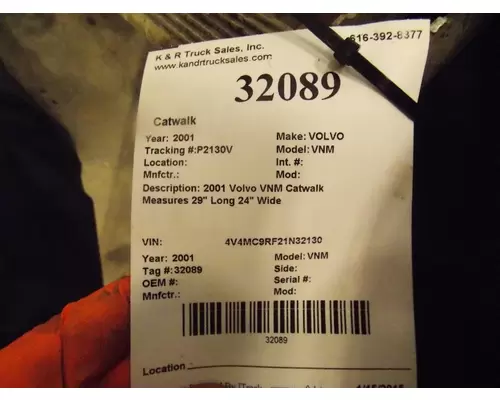 K & R Truck Sales, Inc. 616-392-8377
www.kandrtrucksales.com
32089
Catwalk
Year: 2001 Make: VOLVO
Tracking #:P2130V Model: VNM
Location: Int. #:
Mnfctr.: Mod:
Description: 2001 Volvo VNM Catwalk
Measures 29" Long 24" Wide
VIN: 4V4MC9RF21N32130
Year: 2001 Model: VNM
Tag #: 32089 Side:
OEM #: Serial #:
Mnfctr.: Mod:
32089
Location